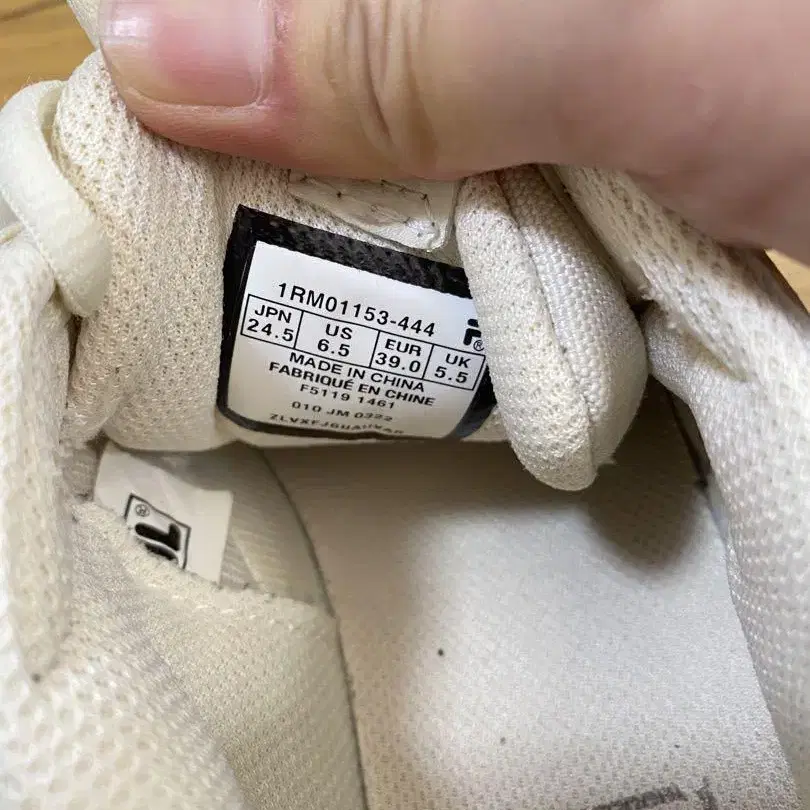 1RM01153-444
JPN US EUR UK
24.5 6.5 39.0 5.5
MADE IN CHINA
FABRIQUÉ EN CHINE
F5119 1461
010 JM 0322